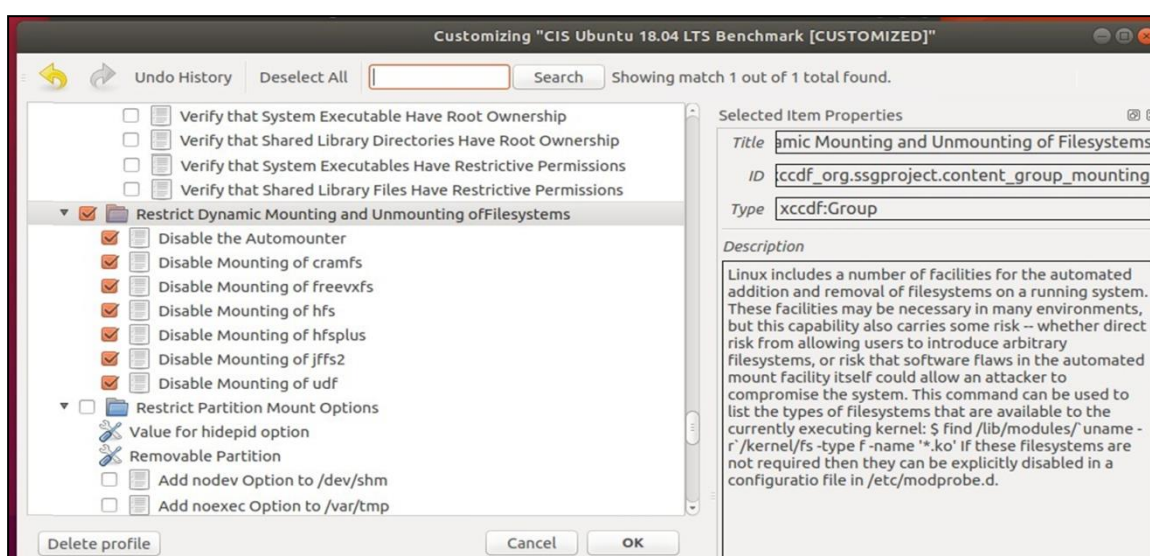 Customizing "CIS Ubuntu 18.04 LTS Benchmark [CUSTOMIZED]"
Undo History Deselect All Search Showing match 1 out of 1 total found.
Verify that System Executable Have Root Ownership
Verify that Shared Library Directories Have Root Ownership
Verify that System Executables Have Restrictive Permissions
Verify that Shared Library Files Have Restrictive Permissions
Restrict Dynamic Mounting and Unmounting ofFilesystems
Disable the Automounter
Disable Mounting of cramfs
Disable Mounting of freevxfs
Disable Mounting of hfs
Disable Mounting of hfsplus
Disable Mounting of jffs2
Disable Mounting of udf
Restrict Partition Mount Options
Value for hidepid option
Removable Partition
Add nodev Option to /dev/shm
Add noexec Option to /var/tmp
Delete profile Cancel OK
Selected Item Properties
Title amic Mounting and Unmounting of Filesystems
ID xccdf_org.ssgproject.content_group_mounting
Type xccdf:Group
Description
Linux includes a number of facilities for the automated
addition and removal of filesystems on a running system.
These facilities may be necessary in many environments,
but this capability also carries some risk -- whether direct
risk from allowing users to introduce arbitrary
filesystems, or risk that software flaws in the automated
mount facility itself could allow an attacker to
compromise the system. This command can be used to
list the types of filesystems that are available to the
currently executing kernel: $ find /lib/modules/`uname -
r`/kernel/fs -type f -name '*.ko' If these filesystems are
not required then they can be explicitly disabled in a
configuratio file in /etc/modprobe.d.